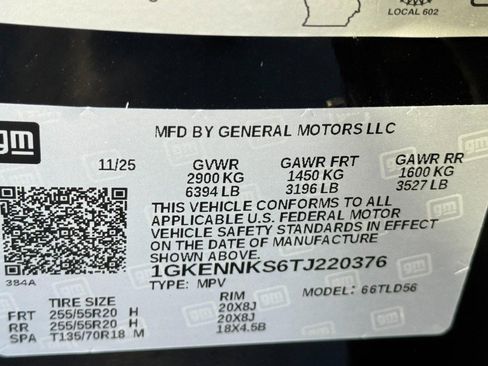 LOCAL 602
gm
MFD BY GENERAL MOTORS LLC
11/25 GVWR GAWR FRT GAWR RR
2900 KG 1450 KG 1600 KG
6394 LB 3196 LB 3527 LB
THIS VEHICLE CONFORMS TO ALL
APPLICABLE U.S. FEDERAL MOTOR
VEHICLE SAFETY STANDARDS IN EFFECT
ON THE DATE OF MANUFACTURE
SHOWN ABOVE.
1GKENNKS6TJ220376
384A
TYPE: MPV MODEL: 66TLD56
TIRE SIZE RIM
FRT 255/55R20 H 20X8J
RR 255/55R20 H 20X8J
SPA T135/70R18 M 18X4.5B